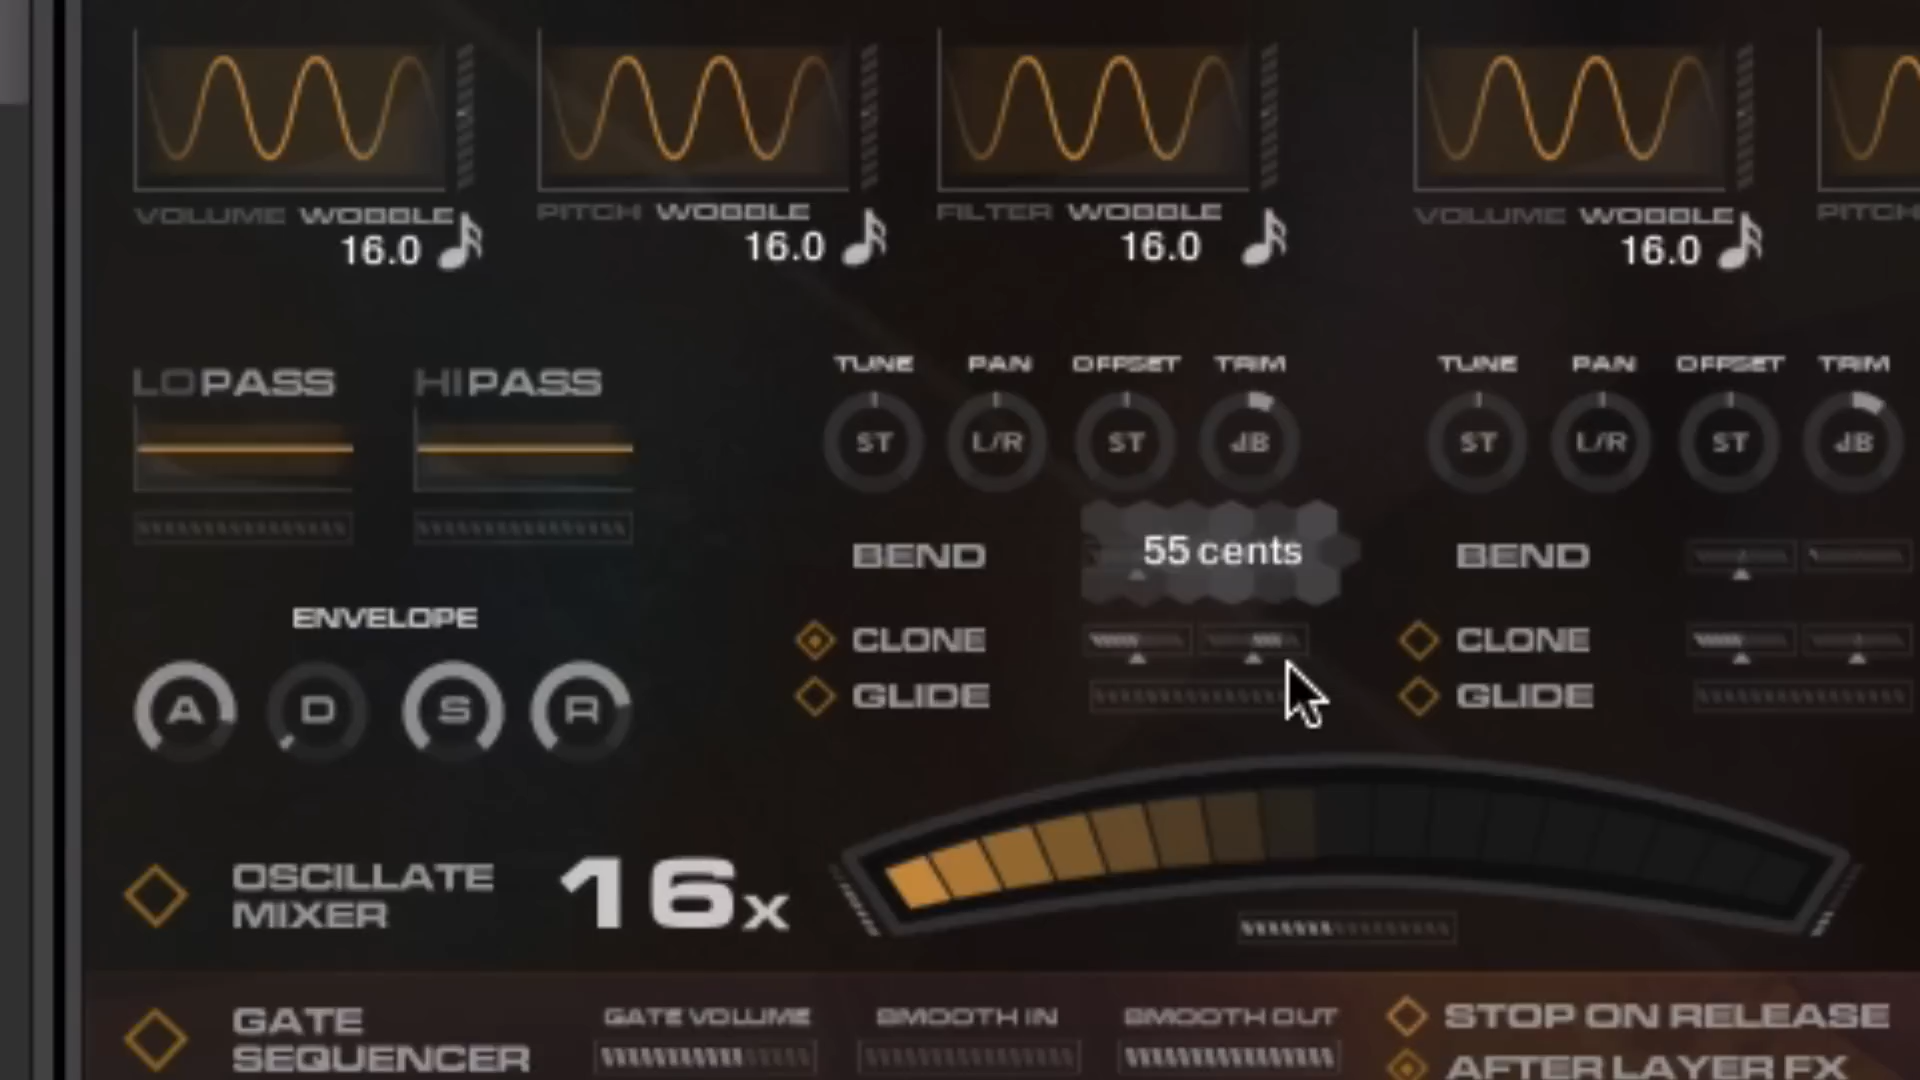 VOLUME WOBBLE
16.0
PITCH WOBBLE
16.0
FILTER WOBBLE
16.0
VOLUME WOBBLE
16.0
PITCH
LOPASS
HIPASS
TUNE PAN OFFSET TRIM
ST L/R ST dB
TUNE PAN OFFSET TRIM
ST L/R ST dB
BEND
55 cents
BEND
CLONE
CLONE
GLIDE
GLIDE
ENVELOPE
A D S R
OSCILLATE
MIXER
16x
GATE
SEQUENCER
GATE VOLUME
SMOOTH IN
SMOOTH OUT
STOP ON RELEASE
AFTER LAYER FX